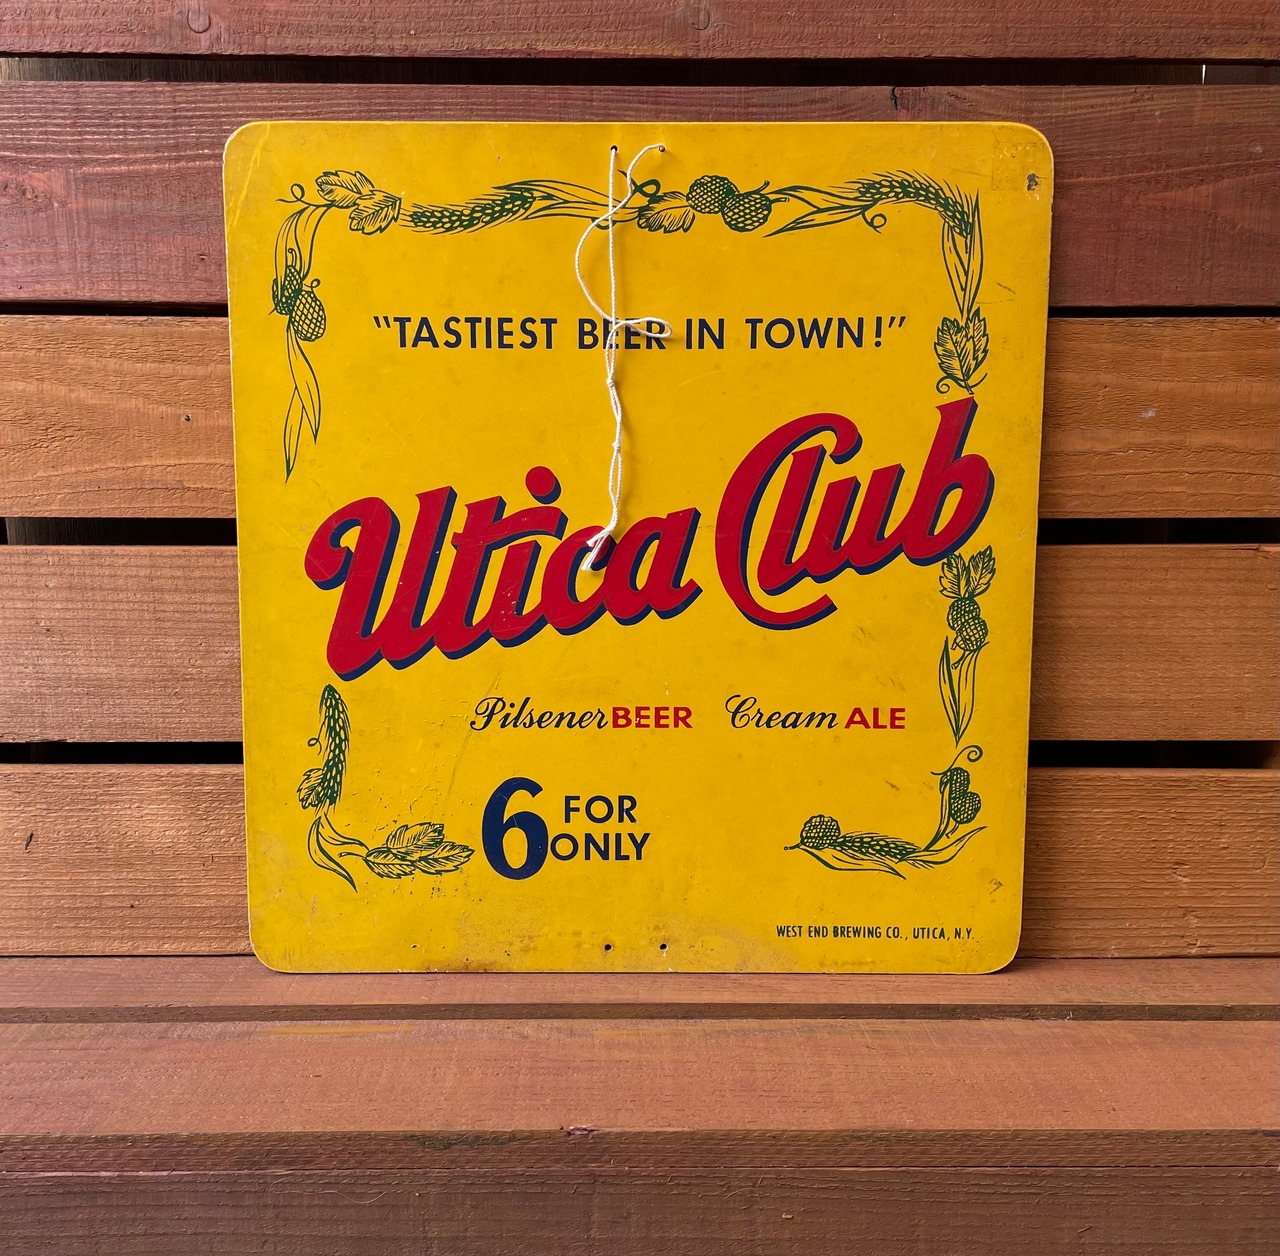 "TASTIEST BEER IN TOWN!"
Utica Club
Pilsener BEER Cream ALE
6 FOR
ONLY
WEST END BREWING CO., UTICA, N.Y.